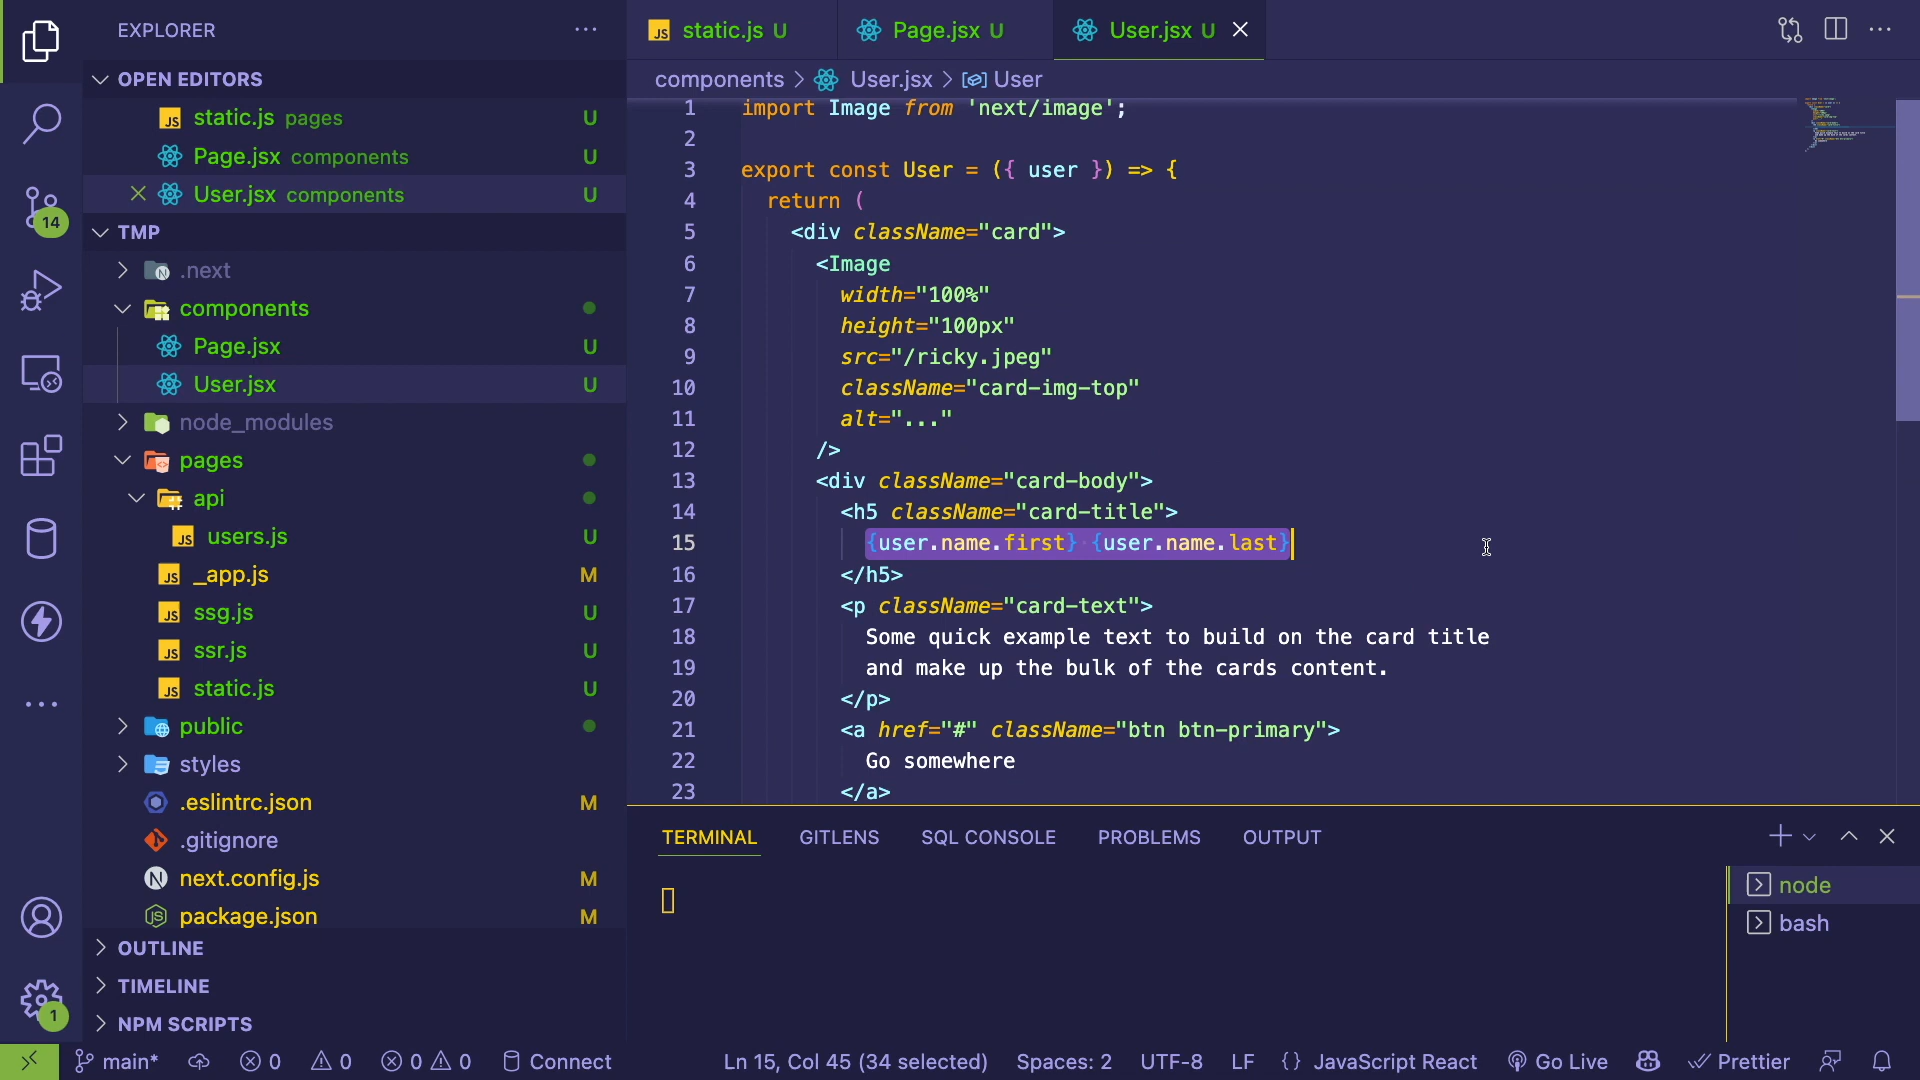 EXPLORER
OPEN EDITORS
static.js pages U
Page.jsx components U
User.jsx components U
TMP
.next
components
Page.jsx U
User.jsx U
node_modules
pages
api
users.js U
_app.js M
ssg.js U
ssr.js U
static.js U
public
styles
.eslintrc.json M
.gitignore
next.config.js M
package.json M
OUTLINE
TIMELINE
NPM SCRIPTS
14
1
static.js U
Page.jsx U
User.jsx U
components > User.jsx > User
1 import Image from 'next/image';
2
3 export const User = ({ user }) => {
4 return (
5 <div className="card">
6 <Image
7 width="100%"
8 height="100px"
9 src="/ricky.jpeg"
10 className="card-img-top"
11 alt="..."
12 />
13 <div className="card-body">
14 <h5 className="card-title">
15 {user.name.first} {user.name.last}
16 </h5>
17 <p className="card-text">
18 Some quick example text to build on the card title
19 and make up the bulk of the cards content.
20 </p>
21 <a href="#" className="btn btn-primary">
22 Go somewhere
23 </a>
TERMINAL GITLENS SQL CONSOLE PROBLEMS OUTPUT
node
bash
main* 0 0 0 0 Connect Ln 15, Col 45 (34 selected) Spaces: 2 UTF-8 LF {} JavaScript React Go Live Prettier